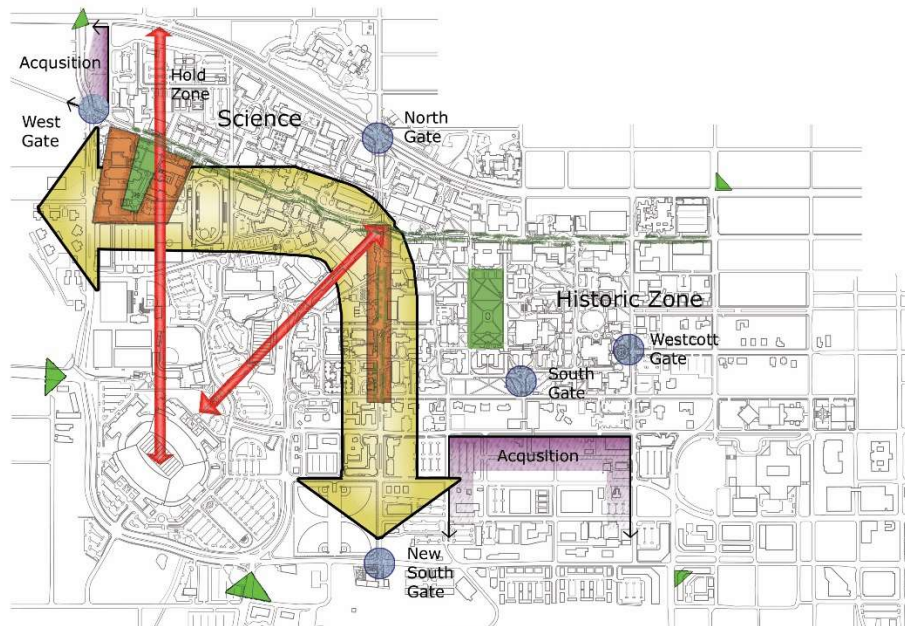 Acqusition
Hold
Zone
West
Gate
Science
North
Gate
Historic Zone
Westcott
Gate
South
Gate
Acqusition
New
South
Gate